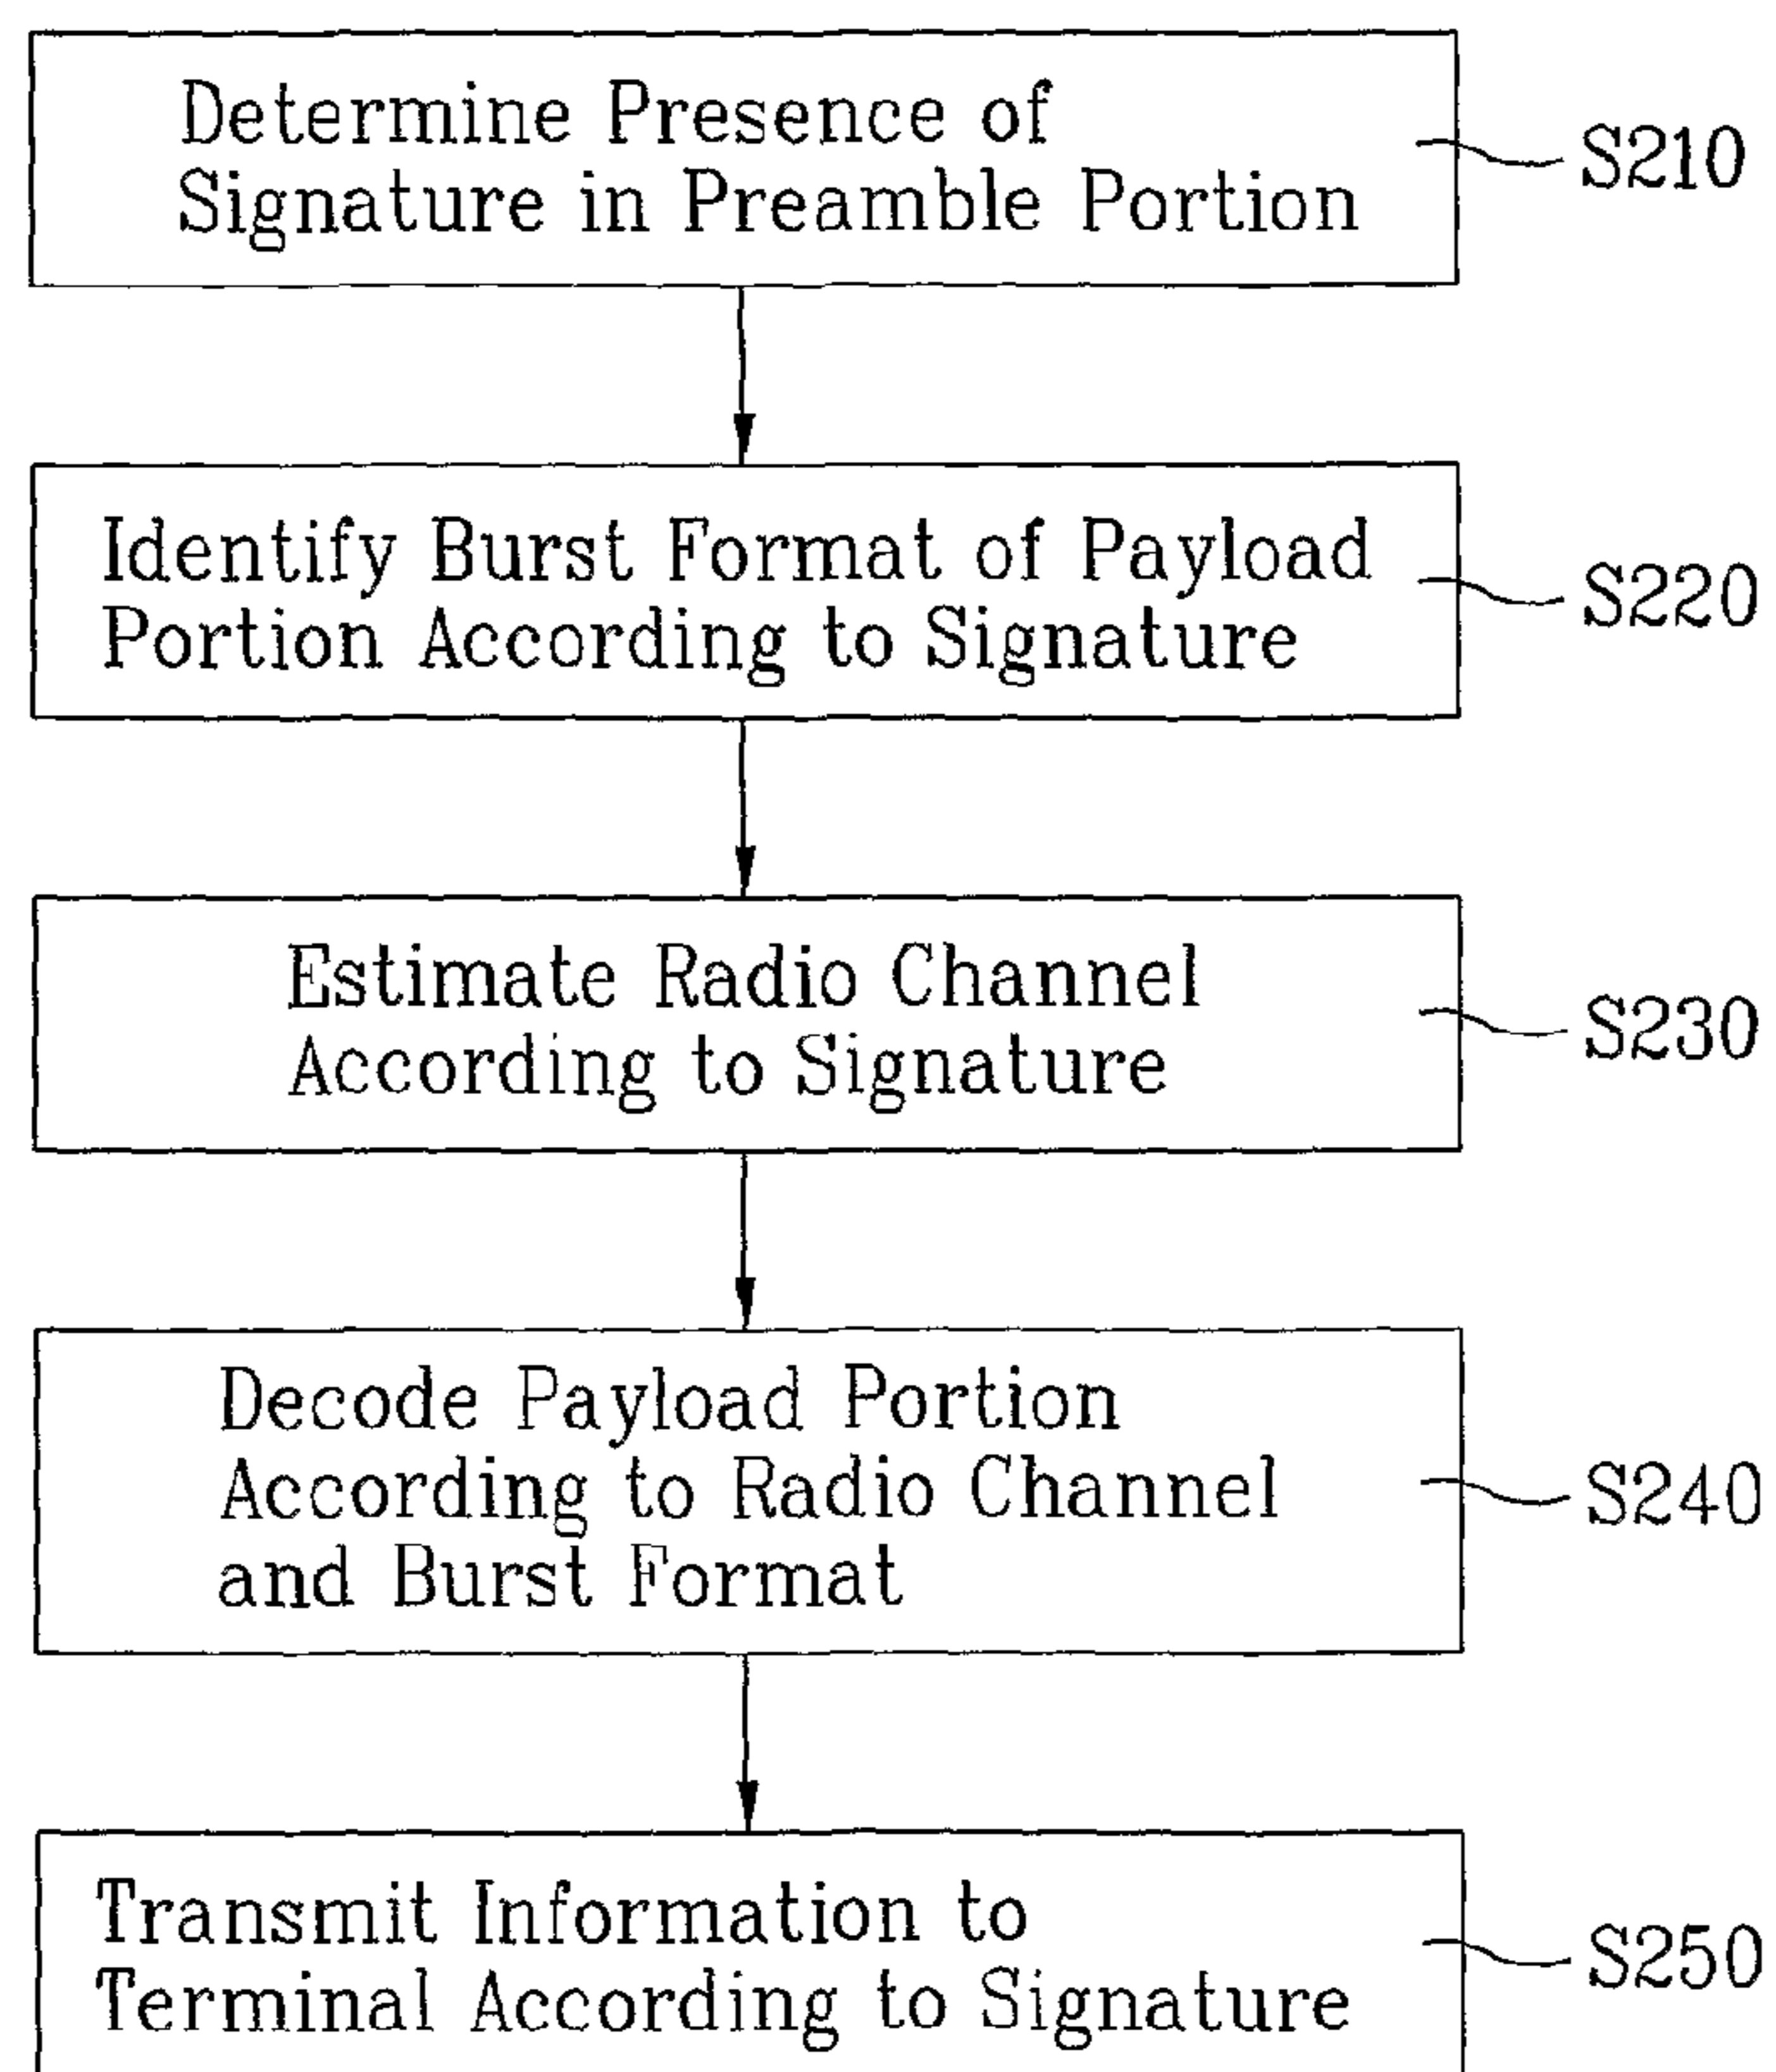 Determine Presence of
Signature in Preamble Portion
S210
Identify Burst Format of Payload
Portion According to Signature
S220
Estimate Radio Channel
According to Signature
S230
Decode Payload Portion
According to Radio Channel
and Burst Format
S240
Transmit Information to
Terminal According to Signature
S250